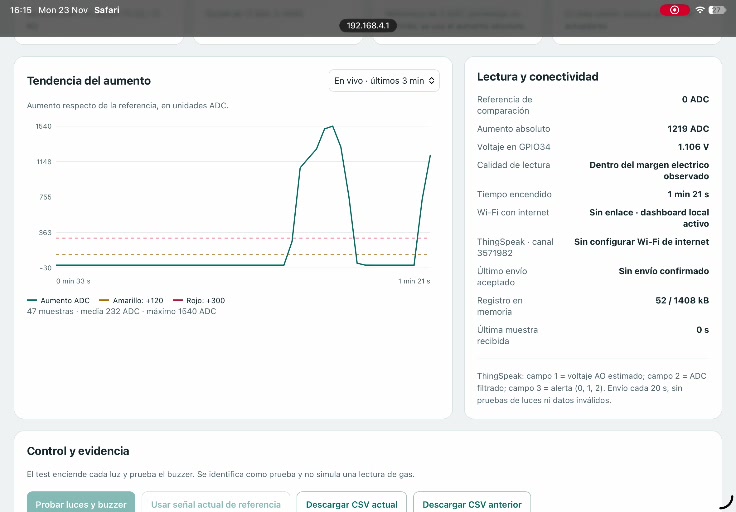 16:15 Mon 23 Nov Safari
27
192.168.4.1
Tendencia del aumento
En vivo · últimos 3 min
Aumento respecto de la referencia, en unidades ADC.
1540
1148
755
363
-30
0 min 33 s
1 min 21 s
Aumento ADC
Amarillo: +120
Rojo: +300
47 muestras · media 232 ADC · máximo 1540 ADC
Lectura y conectividad
Referencia de 0 ADC
comparación
Aumento absoluto 1219 ADC
Voltaje en GPIO34 1.106 V
Calidad de lectura Dentro del margen electrico
observado
Tiempo encendido 1 min 21 s
Wi-Fi con internet Sin enlace · dashboard local
activo
ThingSpeak · canal Sin configurar Wi-Fi de internet
3571982
Último envío Sin envío confirmado
aceptado
Registro en 52 / 1408 kB
memoria
Última muestra 0 s
recibida
ThingSpeak: campo 1 = voltaje AO estimado; campo 2 = ADC
filtrado; campo 3 = alerta (0, 1, 2). Envío cada 20 s, sin
pruebas de luces ni datos inválidos.
Control y evidencia
El test enciende cada luz y prueba el buzzer. Se identifica como prueba y no simula una lectura de gas.
Probar luces y buzzer
Usar señal actual de referencia
Descargar CSV actual
Descargar CSV anterior